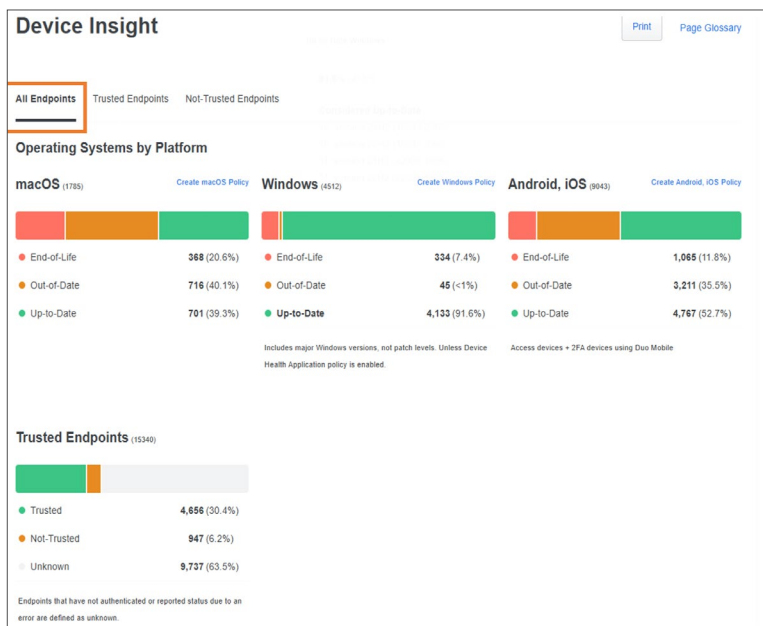 Device Insight
Print Page Glossary
All Endpoints Trusted Endpoints Not-Trusted Endpoints
Operating Systems by Platform
macOS (1785) Create macOS Policy
End-of-Life 368 (20.6%)
Out-of-Date 716 (40.1%)
Up-to-Date 701 (39.3%)
Windows (4512) Create Windows Policy
End-of-Life 334 (7.4%)
Out-of-Date 45 (<1%)
Up-to-Date 4,133 (91.6%)
Includes major Windows versions, not patch levels. Unless Device
Health Application policy is enabled.
Android, iOS (9043) Create Android, iOS Policy
End-of-Life 1,065 (11.8%)
Out-of-Date 3,211 (35.5%)
Up-to-Date 4,767 (52.7%)
Access devices + 2FA devices using Duo Mobile
Trusted Endpoints (15340)
Trusted 4,656 (30.4%)
Not-Trusted 947 (6.2%)
Unknown 9,737 (63.5%)
Endpoints that have not authenticated or reported status due to an
error are defined as unknown.